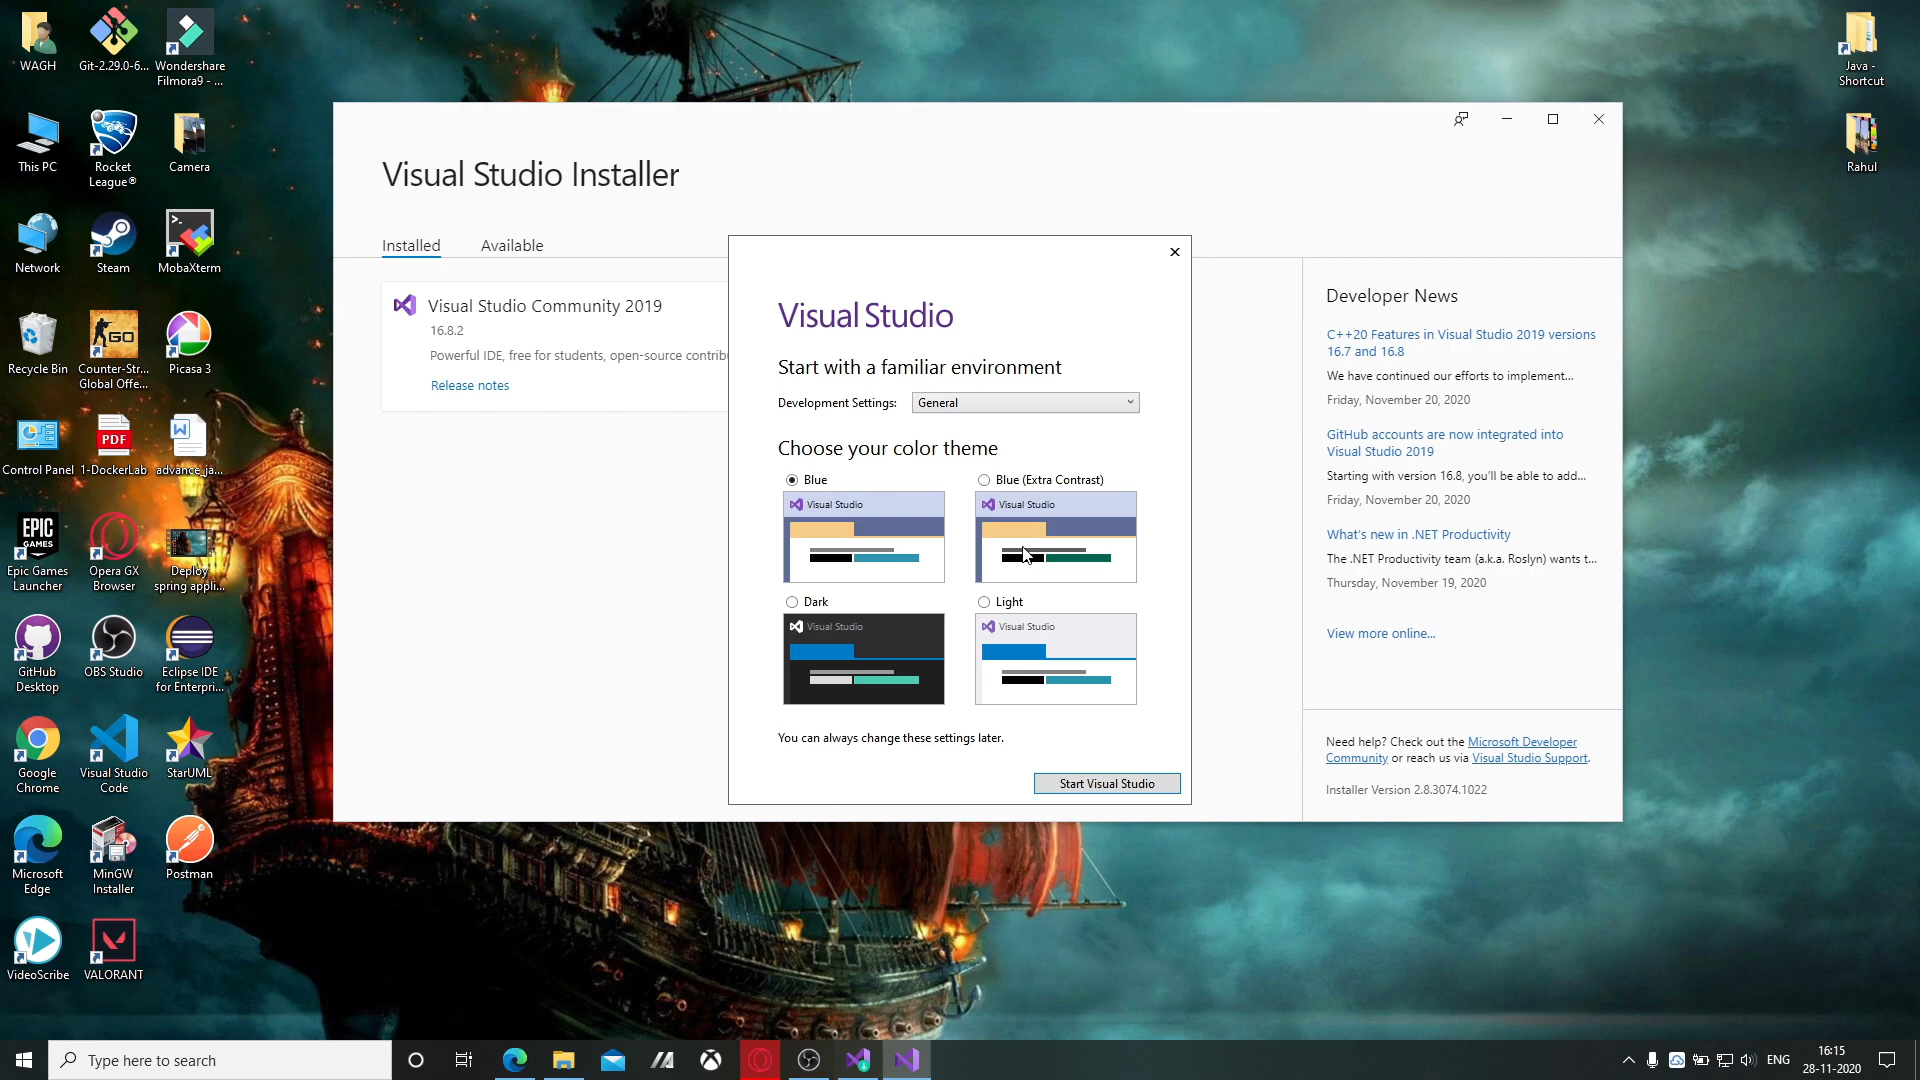 WAGH
Git-2.29.0-6...
Wondershare
Filmora9 - ...
This PC
Rocket
League®
Camera
Network
Steam
MobaXterm
Recycle Bin
Counter-Str...
Global Offe...
Picasa 3
Control Panel
1-DockerLab
advance_ja...
Epic Games
Launcher
Opera GX
Browser
Deploy
spring appli...
GitHub
Desktop
OBS Studio
Eclipse IDE
for Enterpri...
Google
Chrome
Visual Studio
Code
StarUML
Microsoft
Edge
MinGW
Installer
Postman
VideoScribe
VALORANT
GO
PDF
EPIC
GAMES
Java -
Shortcut
Rahul
Visual Studio Installer
Installed
Available
Visual Studio Community 2019
16.8.2
Powerful IDE, free for students, open-source contrib
Release notes
Visual Studio
Start with a familiar environment
Development Settings:
General
Choose your color theme
Blue
Blue (Extra Contrast)
Visual Studio
Visual Studio
Dark
Light
Visual Studio
Visual Studio
You can always change these settings later.
Start Visual Studio
Developer News
C++20 Features in Visual Studio 2019 versions
16.7 and 16.8
We have continued our efforts to implement...
Friday, November 20, 2020
GitHub accounts are now integrated into
Visual Studio 2019
Starting with version 16.8, you'll be able to add...
Friday, November 20, 2020
What's new in .NET Productivity
The .NET Productivity team (a.k.a. Roslyn) wants t...
Thursday, November 19, 2020
View more online...
Need help? Check out the Microsoft Developer
Community or reach us via Visual Studio Support.
Installer Version 2.8.3074.1022
Type here to search
ENG
16:15
28-11-2020